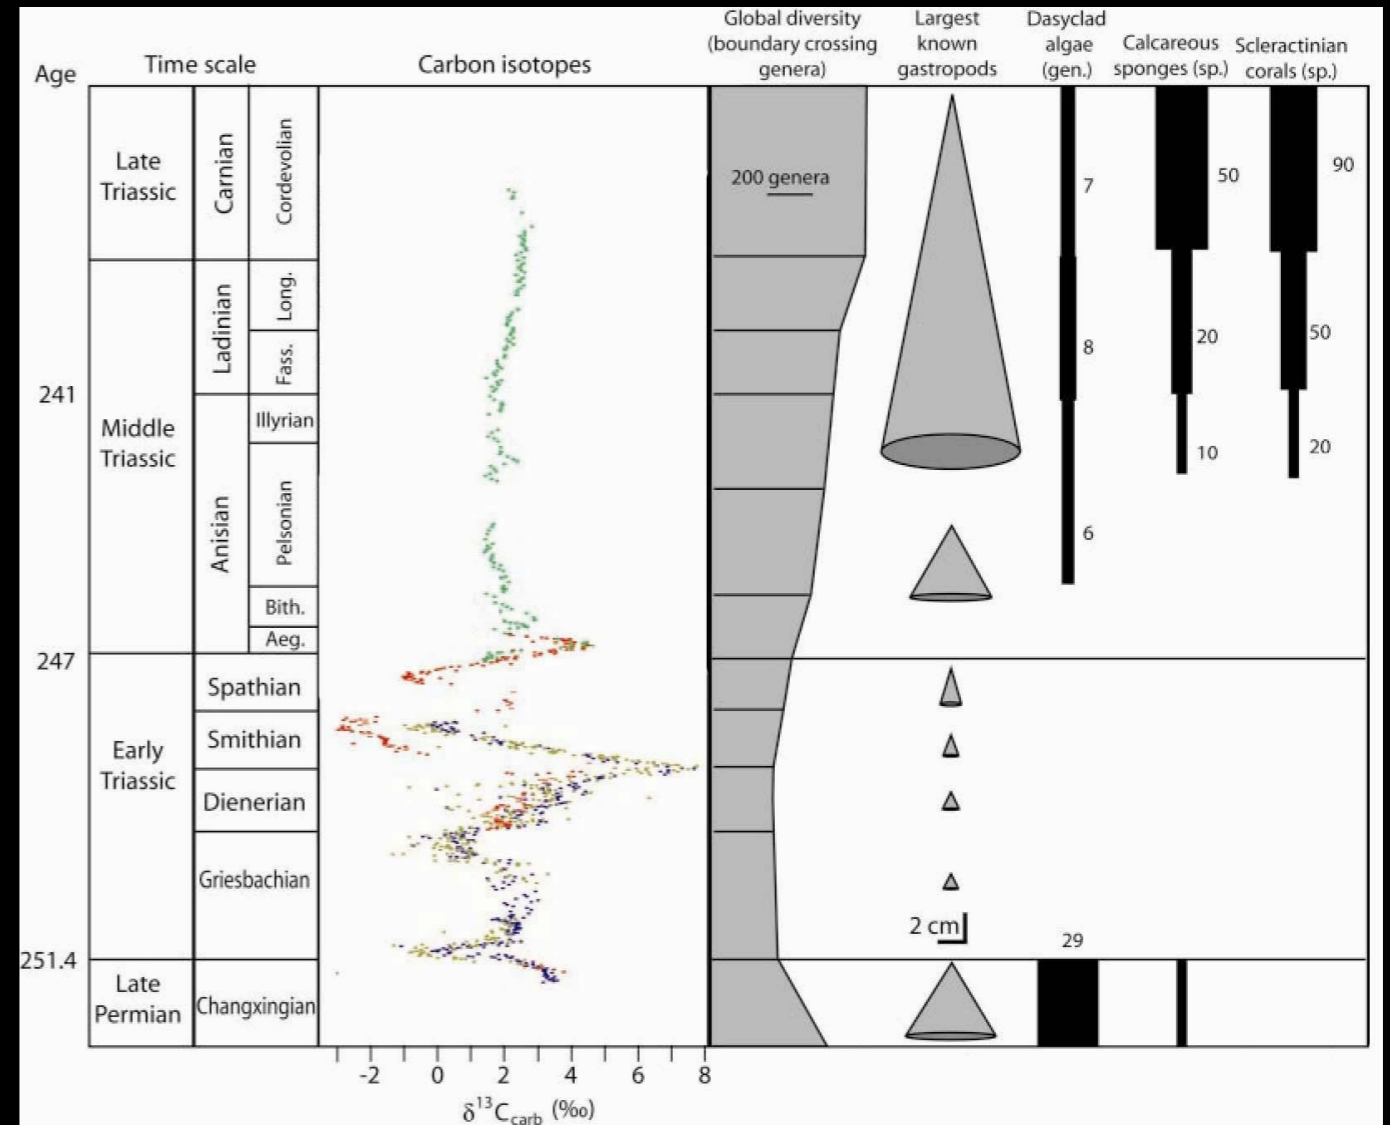 Age
Time scale
Carbon isotopes
Global diversity
(boundary crossing
genera)
Largest
known
gastropods
Dasyclad
algae
(gen.)
Calcareous
sponges (sp.)
Scleractinian
corals (sp.)
Late
Triassic
Carnian
Cordevolian
200 genera
7
50
90
Ladinian
Long.
Fass.
8
20
50
241
Middle
Triassic
Anisian
Illyrian
Pelsonian
Bith.
Aeg.
10
20
6
247
Early
Triassic
Spathian
Smithian
Dienerian
Griesbachian
2 cm
29
251.4
Late
Permian
Changxingian
-2 0 2 4 6 8
δ¹³C_carb (‰)